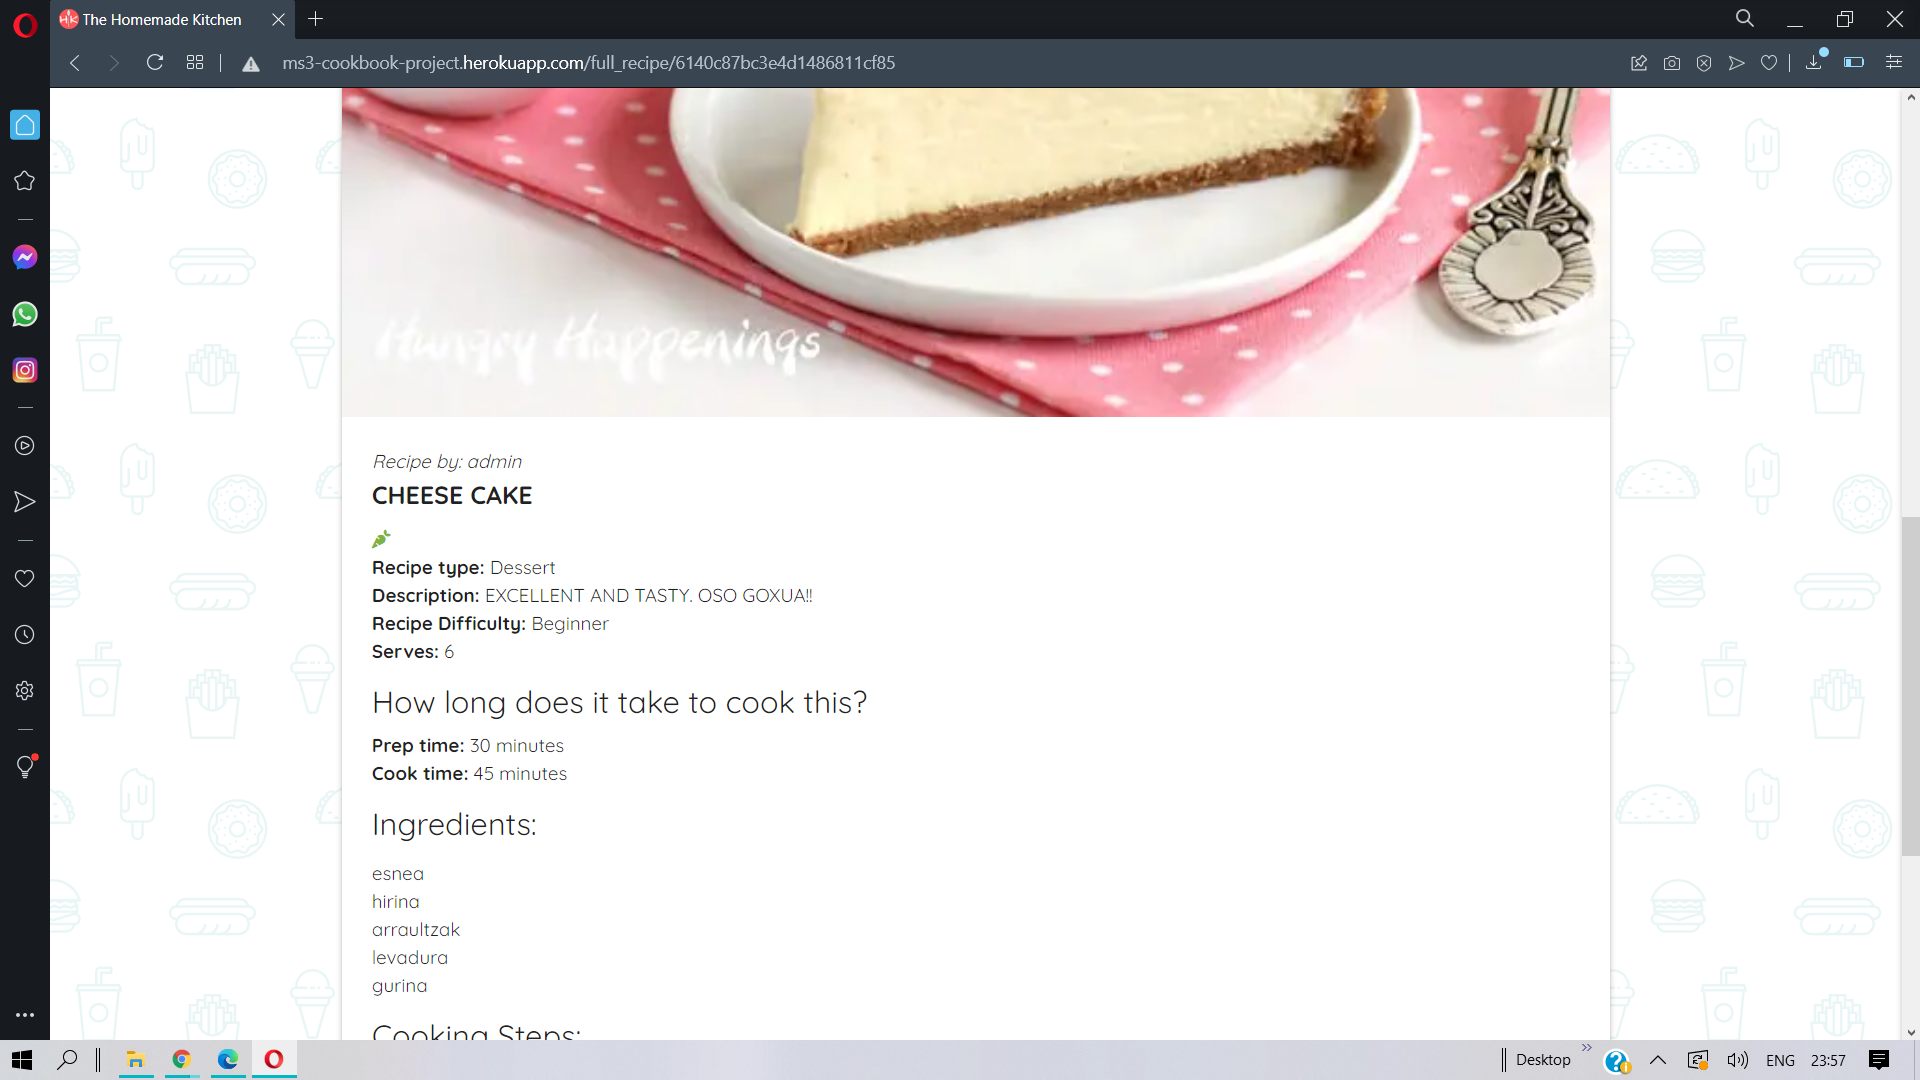 The Homemade Kitchen
ms3-cookbook-project.herokuapp.com/full_recipe/6140c87bc3e4d1486811cf85
Hungry Happenings
Recipe by: admin
CHEESE CAKE
Recipe type: Dessert
Description: EXCELLENT AND TASTY. OSO GOXUA!!
Recipe Difficulty: Beginner
Serves: 6
How long does it take to cook this?
Prep time: 30 minutes
Cook time: 45 minutes
Ingredients:
esnea
hirina
arraultzak
levadura
gurina
Cooking Steps:
Desktop
ENG
23:57